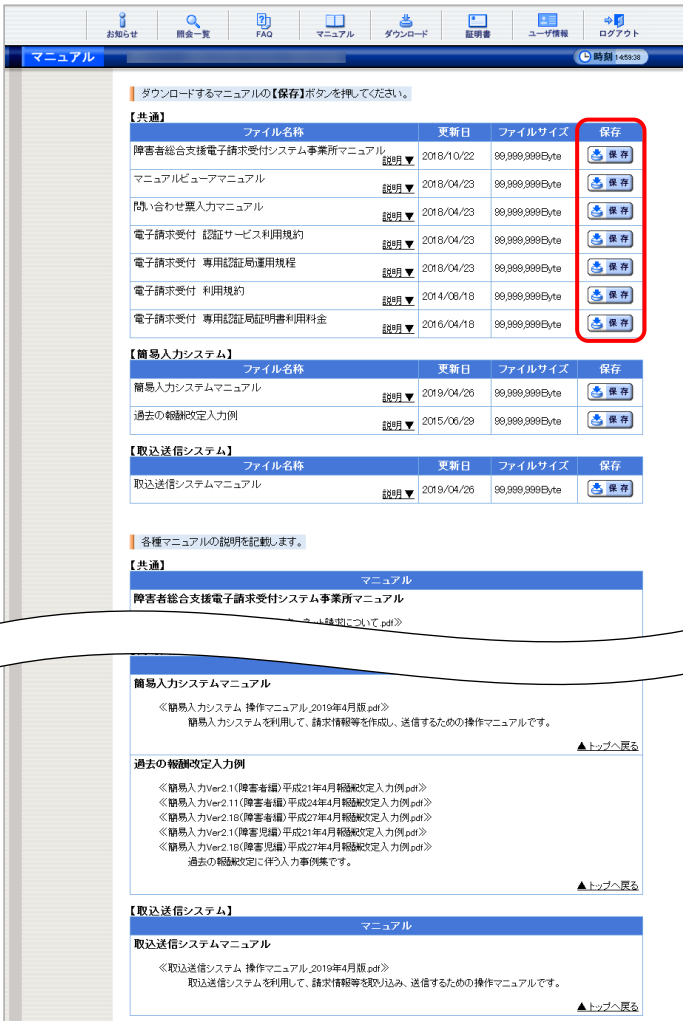 お知らせ 照会一覧 FAQ マニュアル ダウンロード 証明書 ユーザ情報 ログアウト
マニュアル 時刻 14:59:38
ダウンロードするマニュアルの【保存】ボタンを押してください。
【共通】
ファイル名称 更新日 ファイルサイズ 保存
障害者総合支援電子請求受付システム事業所マニュアル 説明▼ 2018/10/22 99,999,999Byte 保存
マニュアルビューアマニュアル 説明▼ 2018/04/23 99,999,999Byte 保存
問い合わせ票入力マニュアル 説明▼ 2018/04/23 99,999,999Byte 保存
電子請求受付 認証サービス利用規約 説明▼ 2018/04/23 99,999,999Byte 保存
電子請求受付 専用認証局運用規程 説明▼ 2018/04/23 99,999,999Byte 保存
電子請求受付 利用規約 説明▼ 2014/08/18 99,999,999Byte 保存
電子請求受付 専用認証局証明書利用料金 説明▼ 2016/04/18 99,999,999Byte 保存
【簡易入力システム】
ファイル名称 更新日 ファイルサイズ 保存
簡易入力システムマニュアル 説明▼ 2019/04/26 99,999,999Byte 保存
過去の報酬改定入力例 説明▼ 2015/06/29 99,999,999Byte 保存
【取込送信システム】
ファイル名称 更新日 ファイルサイズ 保存
取込送信システムマニュアル 説明▼ 2019/04/26 99,999,999Byte 保存
各種マニュアルの説明を記載します。
【共通】
マニュアル
障害者総合支援電子請求受付システム事業所マニュアル
ネット請求について.pdf≫
簡易入力システムマニュアル
≪簡易入力システム 操作マニュアル_2019年4月版.pdf≫
簡易入力システムを利用して、請求情報等を作成し、送信するための操作マニュアルです。
▲トップへ戻る
過去の報酬改定入力例
≪簡易入力Ver2.1(障害者編)平成21年4月報酬改定入力例.pdf≫
≪簡易入力Ver2.11(障害者編)平成24年4月報酬改定入力例.pdf≫
≪簡易入力Ver2.18(障害者編)平成27年4月報酬改定入力例.pdf≫
≪簡易入力Ver2.1(障害児編)平成21年4月報酬改定入力例.pdf≫
≪簡易入力Ver2.18(障害児編)平成27年4月報酬改定入力例.pdf≫
過去の報酬改定に伴う入力事例集です。
▲トップへ戻る
【取込送信システム】
マニュアル
取込送信システムマニュアル
≪取込送信システム 操作マニュアル_2019年4月版.pdf≫
取込送信システムを利用して、請求情報等を取り込み、送信するための操作マニュアルです。
▲トップへ戻る